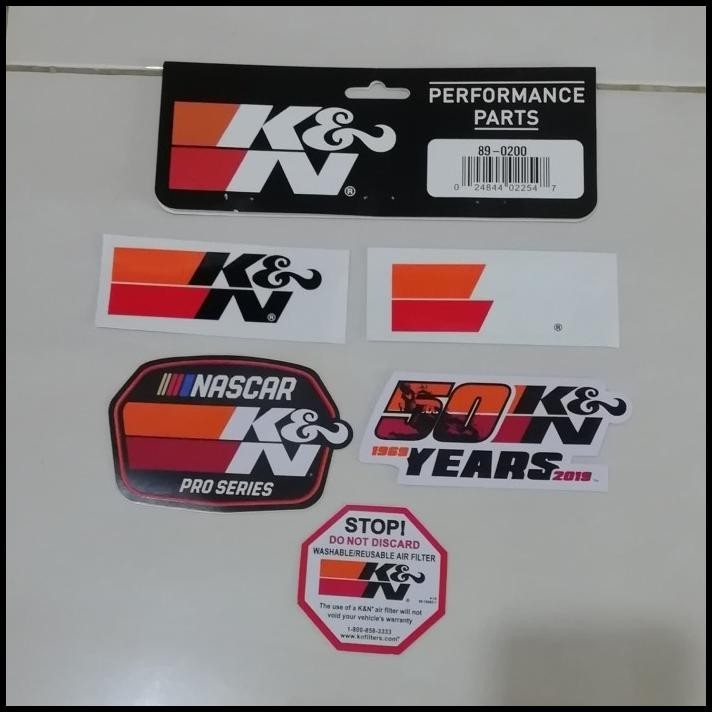 K&N®
PERFORMANCE
PARTS
89-0200
0 24844 02254 7
K&N®
®
NASCAR
K&N
PRO SERIES
50 K&N
1969 YEARS 2019
STOP!
DO NOT DISCARD
WASHABLE/REUSABLE AIR FILTER
K&N®
The use of a K&N® air filter will not
void your vehicle's warranty
1-800-858-3333
www.knfilters.com®